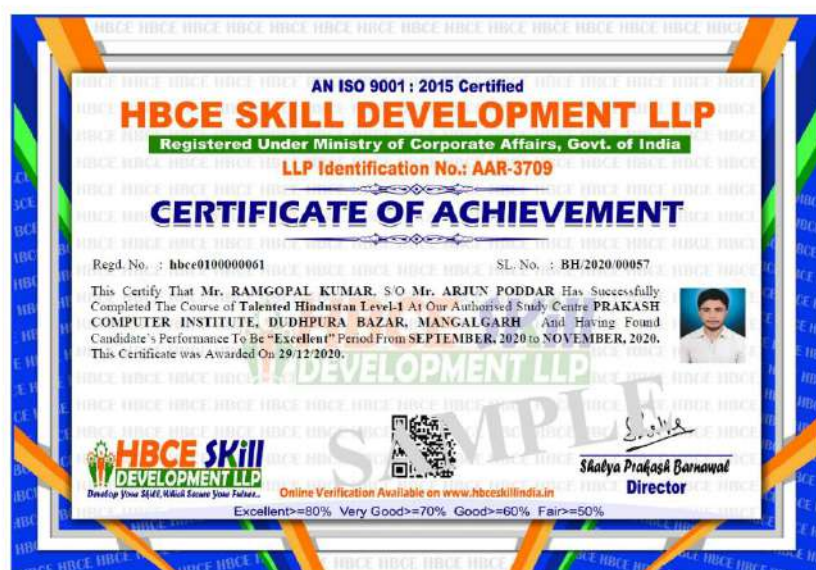 AN ISO 9001 : 2015 Certified
HBCE SKILL DEVELOPMENT LLP
Registered Under Ministry of Corporate Affairs, Govt. of India
LLP Identification No.: AAR-3709
CERTIFICATE OF ACHIEVEMENT
Regd. No. : hbce0100000061 SL. No. : BH/2020/00057
This Certify That Mr. RAMGOPAL KUMAR, S/O Mr. ARJUN PODDAR Has Successfully
Completed The Course of Talented Hindustan Level-1 At Our Authorised Study Centre PRAKASH
COMPUTER INSTITUTE, DUDHPURA BAZAR, MANGALGARH And Having Found
Candidate's Performance To Be "Excellent" Period From SEPTEMBER, 2020 to NOVEMBER, 2020.
This Certificate was Awarded On 29/12/2020.
HBCE SKill
DEVELOPMENT LLP
SAMPLE
HBCE SKill
DEVELOPMENT LLP
Develop Your Skill, Which Secure Your Future..
Online Verification Available on www.hbceskillindia.in
Shalya Prakash Barnawal
Director
Excellent>=80% Very Good>=70% Good>=60% Fair>=50%